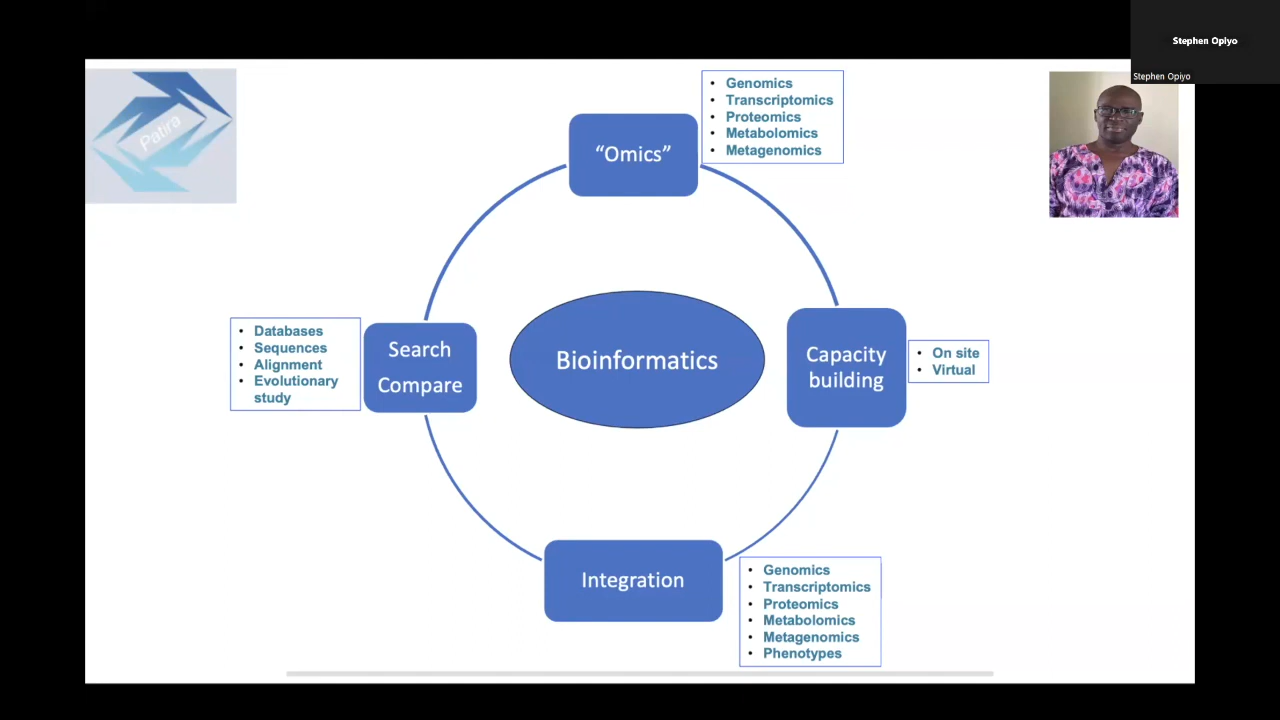 Stephen Opiyo
Stephen Opiyo
Patira
“Omics”
• Genomics
• Transcriptomics
• Proteomics
• Metabolomics
• Metagenomics
• Databases
• Sequences
• Alignment
• Evolutionary
study
Search
Compare
Bioinformatics
Capacity
building
• On site
• Virtual
Integration
• Genomics
• Transcriptomics
• Proteomics
• Metabolomics
• Metagenomics
• Phenotypes